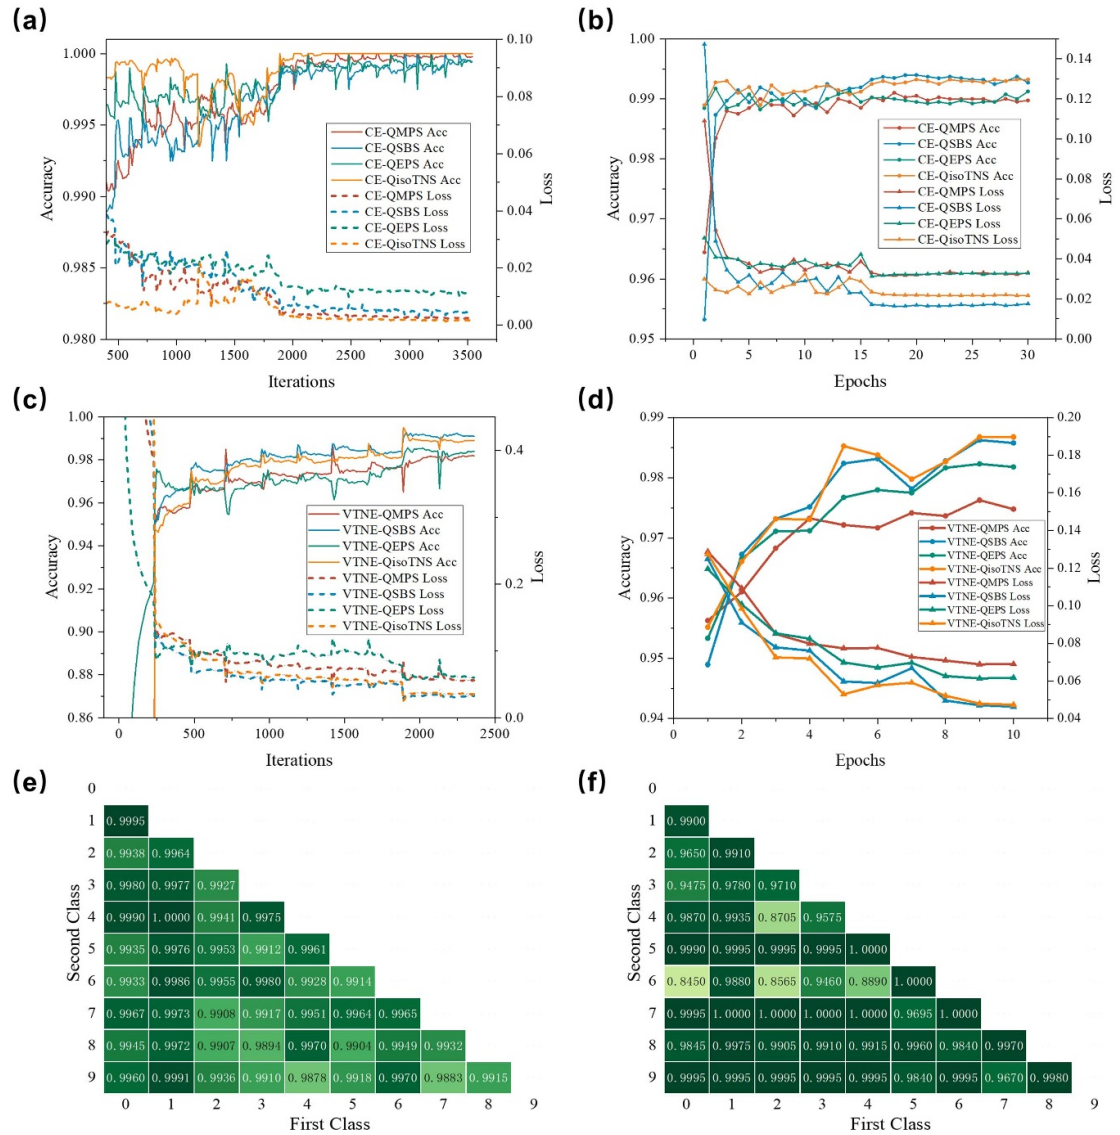 (a)
1.000
0.995
0.990
0.985
0.980
Accuracy
0.10
0.08
0.06
0.04
0.02
0.00
Loss
500 1000 1500 2000 2500 3000 3500
Iterations
CE-QMPS Acc
CE-QSBS Acc
CE-QEPS Acc
CE-QisoTNS Acc
CE-QMPS Loss
CE-QSBS Loss
CE-QEPS Loss
CE-QisoTNS Loss
(b)
1.00
0.99
0.98
0.97
0.96
0.95
Accuracy
0.14
0.12
0.10
0.08
0.06
0.04
0.02
0.00
Loss
0 5 10 15 20 25 30
Epochs
CE-QMPS Acc
CE-QSBS Acc
CE-QEPS Acc
CE-QisoTNS Acc
CE-QMPS Loss
CE-QSBS Loss
CE-QEPS Loss
CE-QisoTNS Loss
(c)
1.00
0.98
0.96
0.94
0.92
0.90
0.88
0.86
Accuracy
0.4
0.2
0.0
Loss
0 500 1000 1500 2000 2500
Iterations
VTNE-QMPS Acc
VTNE-QSBS Acc
VTNE-QEPS Acc
VTNE-QisoTNS Acc
VTNE-QMPS Loss
VTNE-QSBS Loss
VTNE-QEPS Loss
VTNE-QisoTNS Loss
(d)
0.99
0.98
0.97
0.96
0.95
0.94
Accuracy
0.20
0.18
0.16
0.14
0.12
0.10
0.08
0.06
0.04
Loss
0 2 4 6 8 10
Epochs
VTNE-QMPS Acc
VTNE-QSBS Acc
VTNE-QEPS Acc
VTNE-QisoTNS Acc
VTNE-QMPS Loss
VTNE-QSBS Loss
VTNE-QEPS Loss
VTNE-QisoTNS Loss
(e)
Second Class
0
1 0.9995
2 0.9938 0.9964
3 0.9980 0.9977 0.9927
4 0.9990 1.0000 0.9941 0.9975
5 0.9935 0.9976 0.9953 0.9912 0.9961
6 0.9933 0.9986 0.9955 0.9980 0.9928 0.9914
7 0.9967 0.9973 0.9908 0.9917 0.9951 0.9964 0.9965
8 0.9945 0.9972 0.9907 0.9894 0.9970 0.9904 0.9949 0.9932
9 0.9960 0.9991 0.9936 0.9910 0.9878 0.9918 0.9970 0.9883 0.9915
0 1 2 3 4 5 6 7 8 9
First Class
(f)
Second Class
0
1 0.9900
2 0.9650 0.9910
3 0.9475 0.9780 0.9710
4 0.9870 0.9935 0.8705 0.9575
5 0.9990 0.9995 0.9995 0.9995 1.0000
6 0.8450 0.9880 0.8565 0.9460 0.8890 1.0000
7 0.9995 1.0000 1.0000 1.0000 1.0000 0.9695 1.0000
8 0.9845 0.9975 0.9905 0.9910 0.9915 0.9960 0.9840 0.9970
9 0.9995 0.9995 0.9995 0.9995 0.9995 0.9840 0.9995 0.9670 0.9980
0 1 2 3 4 5 6 7 8 9
First Class